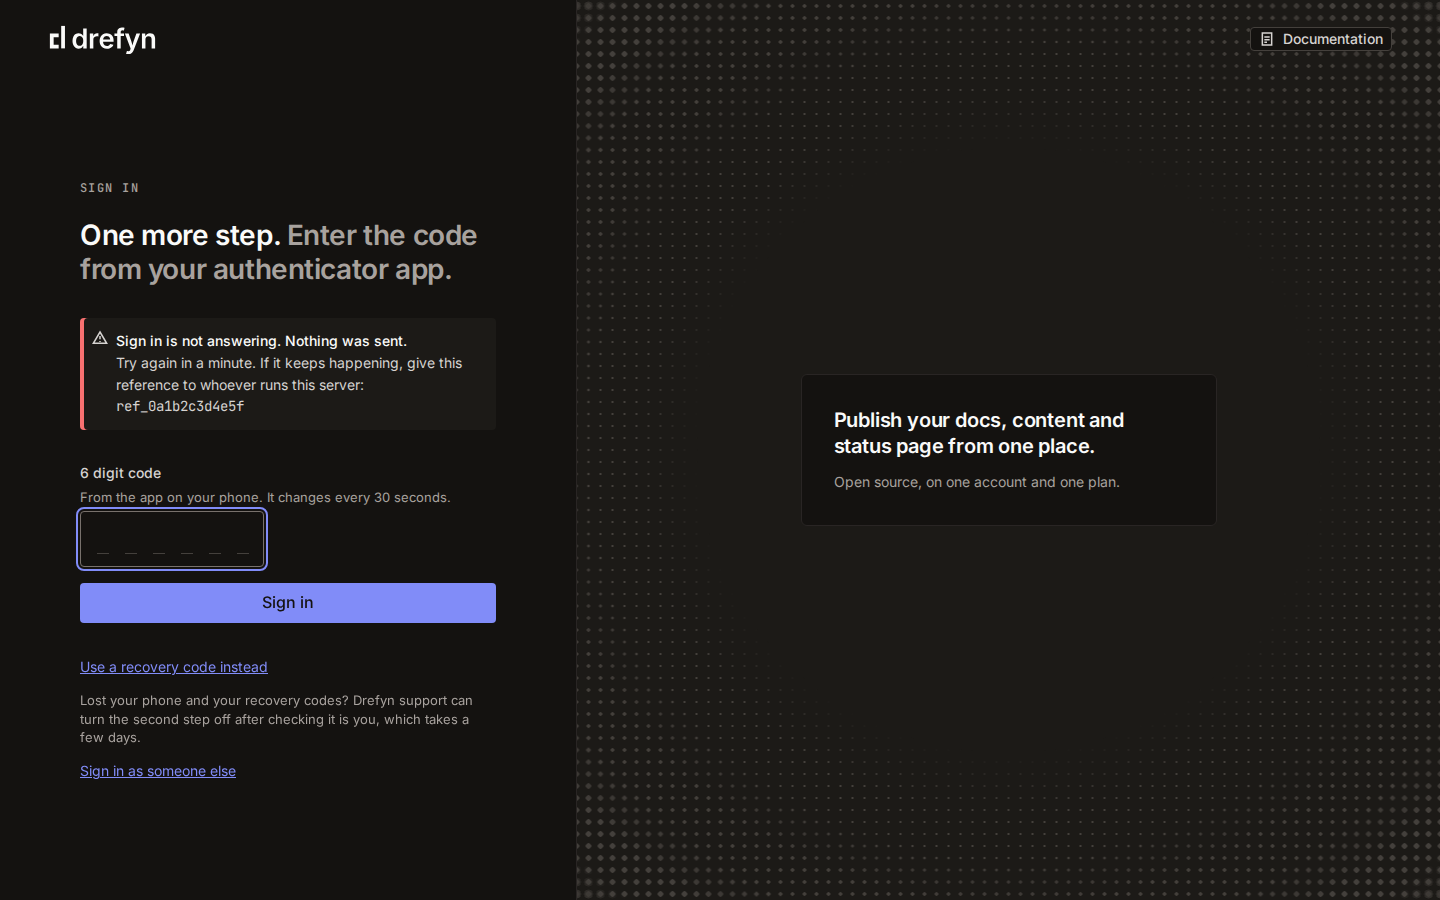 drefyn
Documentation
SIGN IN
One more step. Enter the code
from your authenticator app.
Sign in is not answering. Nothing was sent.
Try again in a minute. If it keeps happening, give this
reference to whoever runs this server:
ref_0a1b2c3d4e5f
6 digit code
From the app on your phone. It changes every 30 seconds.
_ _ _ _ _ _
Sign in
Use a recovery code instead
Lost your phone and your recovery codes? Drefyn support can
turn the second step off after checking it is you, which takes a
few days.
Sign in as someone else
Publish your docs, content and
status page from one place.
Open source, on one account and one plan.